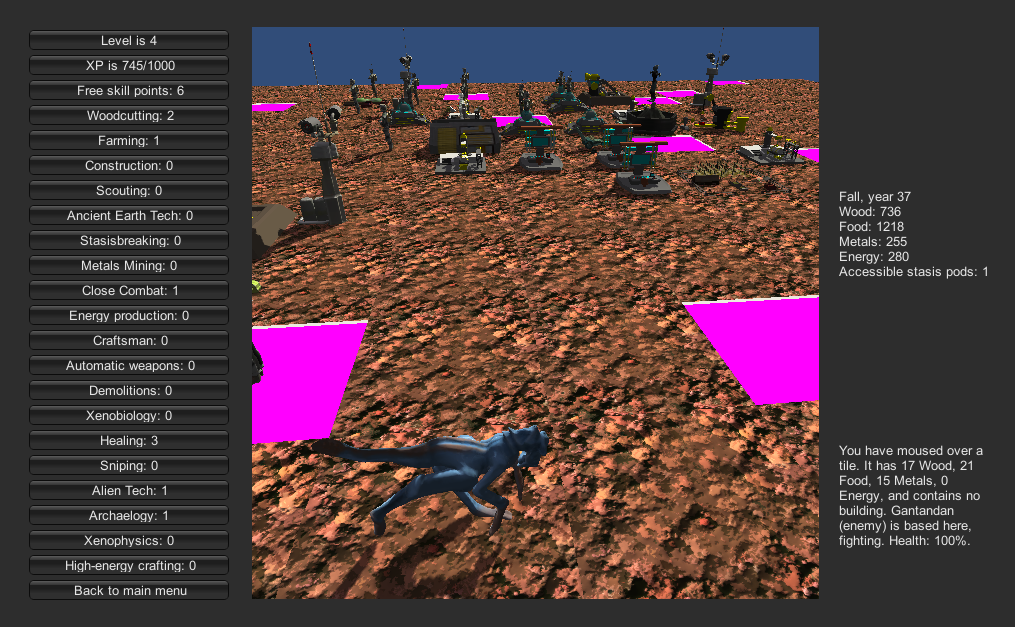 Level is 4
XP is 745/1000
Free skill points: 6
Woodcutting: 2
Farming: 1
Construction: 0
Scouting: 0
Ancient Earth Tech: 0
Stasisbreaking: 0
Metals Mining: 0
Close Combat: 1
Energy production: 0
Craftsman: 0
Automatic weapons: 0
Demolitions: 0
Xenobiology: 0
Healing: 3
Sniping: 0
Alien Tech: 1
Archaelogy: 1
Xenophysics: 0
High-energy crafting: 0
Back to main menu
Fall, year 37
Wood: 736
Food: 1218
Metals: 255
Energy: 280
Accessible stasis pods: 1
You have moused over a
tile. It has 17 Wood, 21
Food, 15 Metals, 0
Energy, and contains no
building. Gantandan
(enemy) is based here,
fighting. Health: 100%.